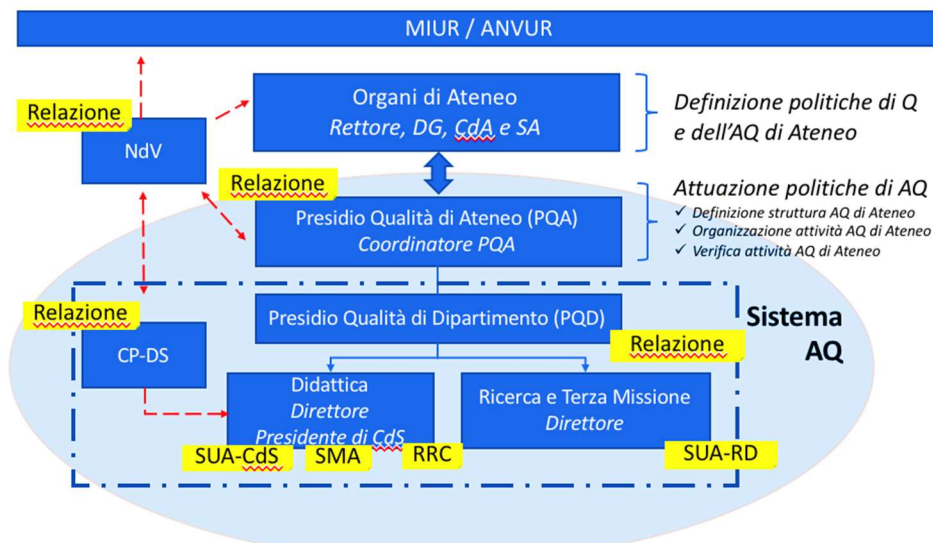 MIUR / ANVUR
Relazione
NdV
Organi di Ateneo
Rettore, DG, CdA e SA
Definizione politiche di Q
e dell'AQ di Ateneo
Relazione
Presidio Qualità di Ateneo (PQA)
Coordinatore PQA
Attuazione politiche di AQ
✓ Definizione struttura AQ di Ateneo
✓ Organizzazione attività AQ di Ateneo
✓ Verifica attività AQ di Ateneo
Relazione
CP-DS
Presidio Qualità di Dipartimento (PQD)
Relazione
Sistema
AQ
Didattica
Direttore
Presidente di CdS
Ricerca e Terza Missione
Direttore
SUA-CdS
SMA
RRC
SUA-RD